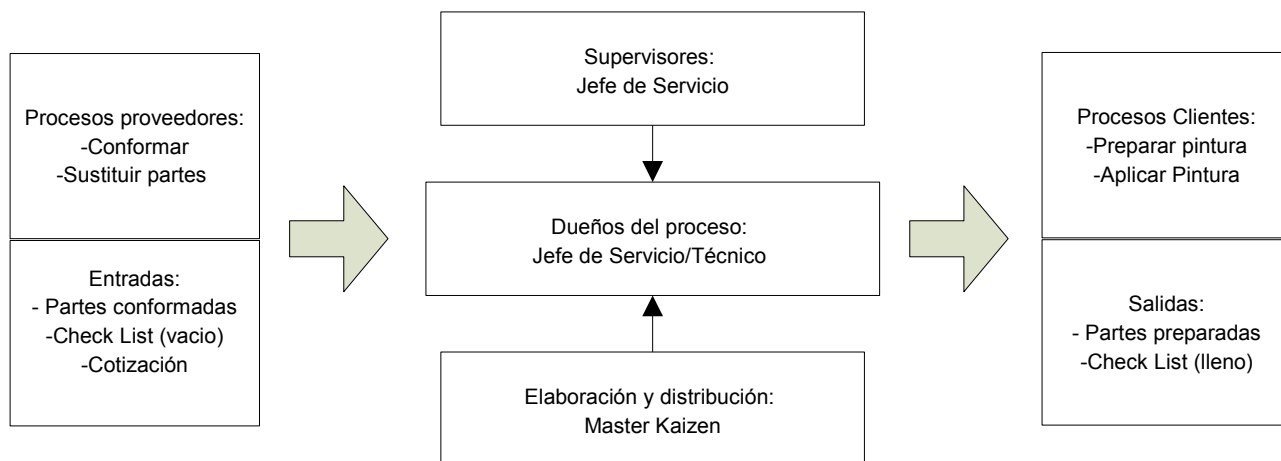 Procesos proveedores:
-Conformar
-Sustituir partes
Entradas:
- Partes conformadas
-Check List (vacio)
-Cotización
Supervisores:
Jefe de Servicio
Dueños del proceso:
Jefe de Servicio/Técnico
Elaboración y distribución:
Master Kaizen
Procesos Clientes:
-Preparar pintura
-Aplicar Pintura
Salidas:
- Partes preparadas
-Check List (lleno)